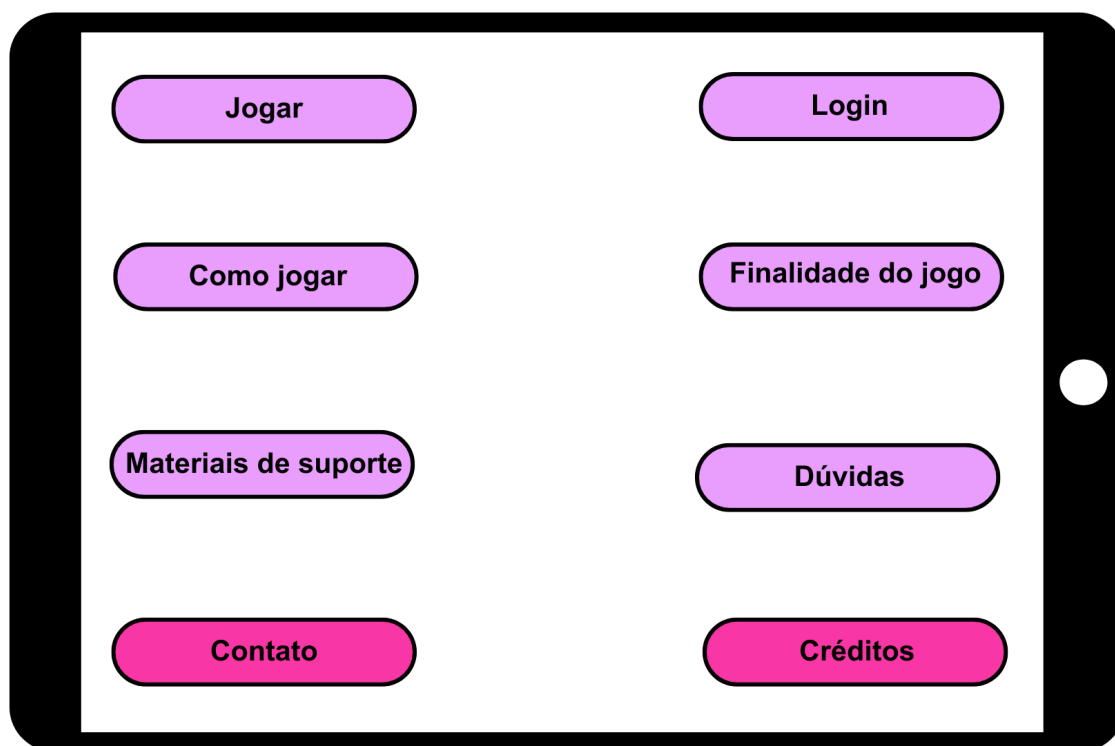 Jogar
Login
Como jogar
Finalidade do jogo
Materiais de suporte
Dúvidas
Contato
Créditos